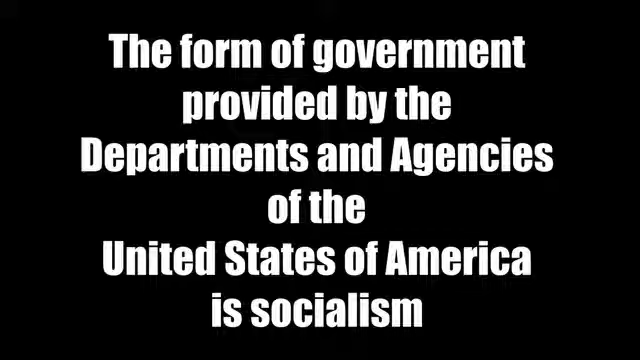 The form of government
provided by the
Departments and Agencies
of the
United States of America
is socialism